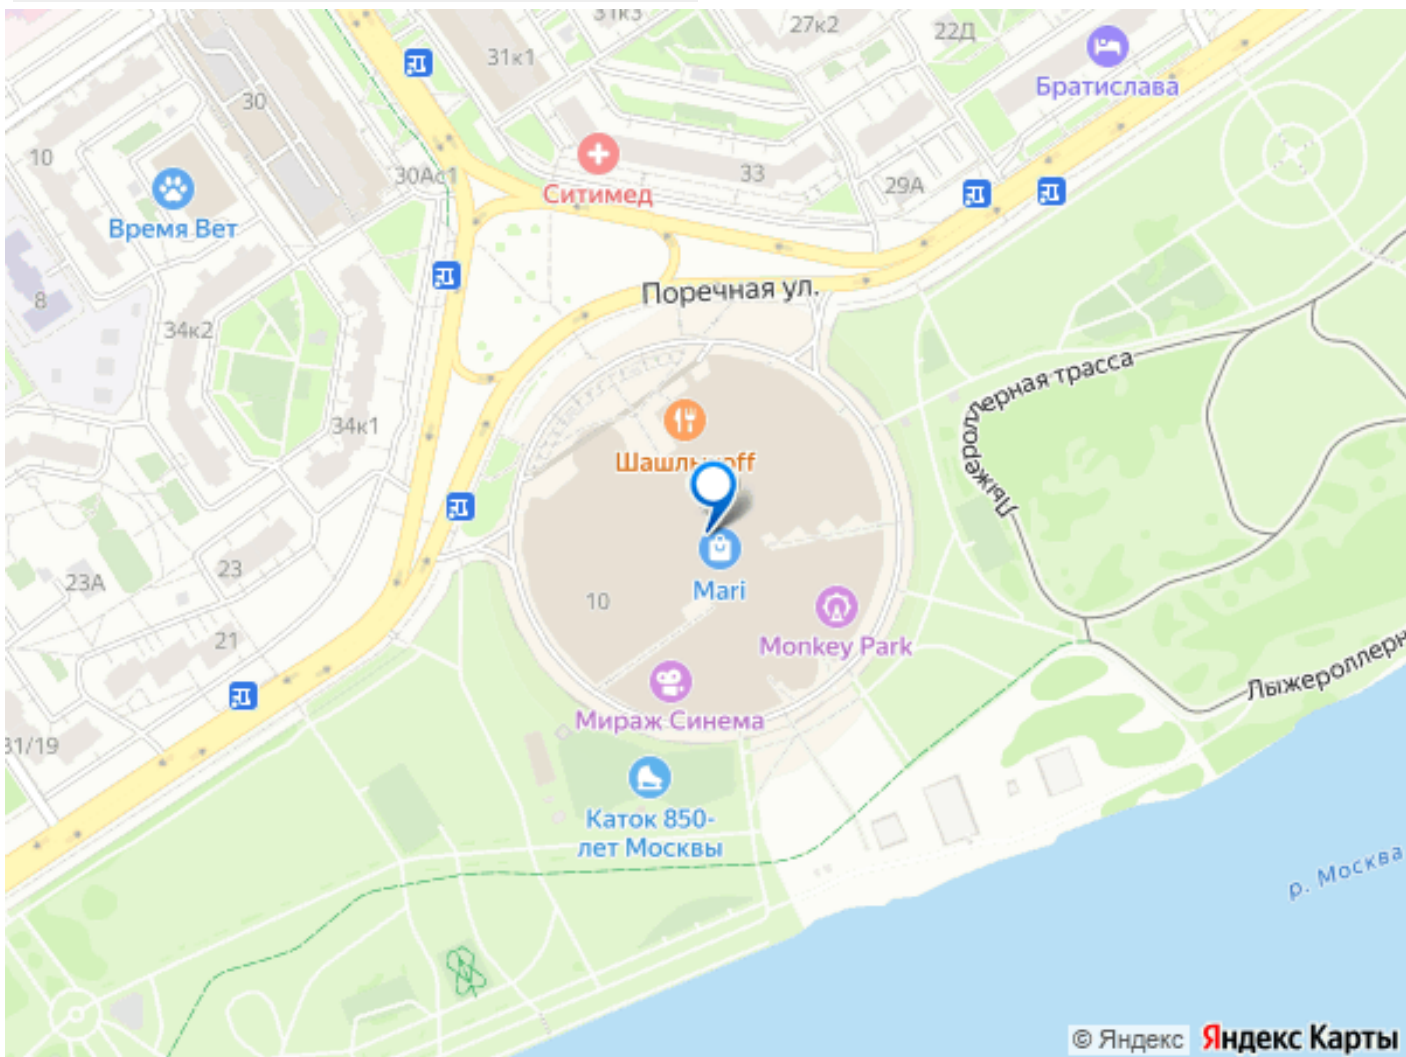 31к3
27к2
22Д
31к1
Братислава
30
10
33
30Ас1
29А
Ситимед
Время Вет
Поречная ул.
8
34к2
Лыжероллерная трасса
34к1
Шашлыкoff
Лыжероллерная трасса
23А
23
Mari
10
21
Monkey Park
Лыжероллерн
Мираж Синема
31/19
Каток 850-
лет Москвы
р. Москва
© Яндекс
Яндекс Карты